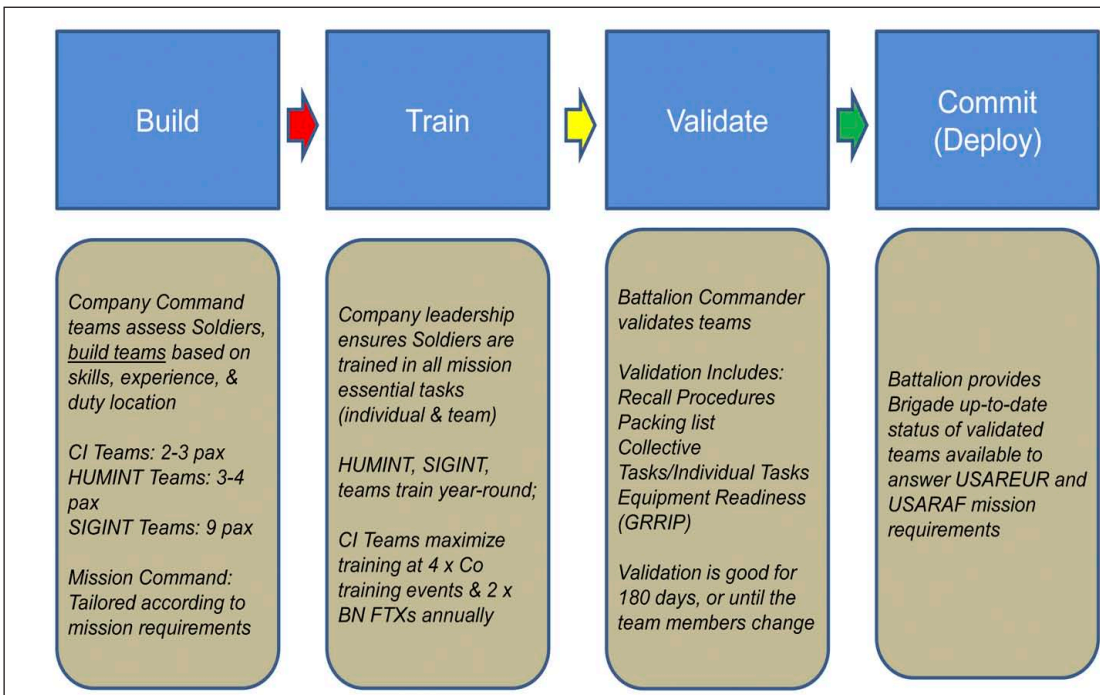 Build
Train
Validate
Commit
(Deploy)
Company Command
teams assess Soldiers,
build teams based on
skills, experience, &
duty location
CI Teams: 2-3 pax
HUMINT Teams: 3-4
pax
SIGINT Teams: 9 pax
Mission Command:
Tailored according to
mission requirements
Company leadership
ensures Soldiers are
trained in all mission
essential tasks
(individual & team)
HUMINT, SIGINT,
teams train year-round;
CI Teams maximize
training at 4 x Co
training events & 2 x
BN FTXs annually
Battalion Commander
validates teams
Validation Includes:
Recall Procedures
Packing list
Collective
Tasks/Individual Tasks
Equipment Readiness
(GRRIP)
Validation is good for
180 days, or until the
team members change
Battalion provides
Brigade up-to-date
status of validated
teams available to
answer USAREUR and
USARAF mission
requirements